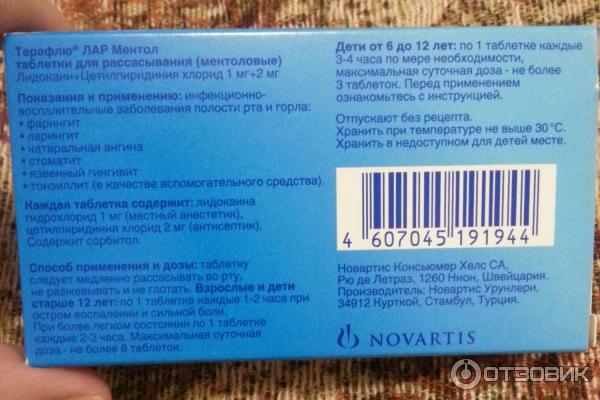 Терафлю® ЛАР Ментол
таблетки для рассасывания (ментоловые)
Лидокаин+Цетилпиридиния хлорид 1 мг+2 мг
Показания к применению: инфекционно-
воспалительные заболевания полости рта и горла:
• фарингит
• ларингит
• катаральная ангина
• стоматит
• язвенный гингивит
• тонзиллит (в качестве вспомогательного средства).
Каждая таблетка содержит: лидокаина
гидрохлорид 1 мг (местный анестетик),
цетилпиридиния хлорид 2 мг (антисептик).
Содержит сорбитол.
Способ применения и дозы: таблетку
следует медленно рассасывать во рту,
не разжевывать и не глотать. Взрослые и дети
старше 12 лет: по 1 таблетке каждые 1-2 часа при
остром воспалении и сильной боли.
При более легком состоянии по 1 таблетке
каждые 2-3 часа. Максимальная суточная
доза - не более 6 таблеток.
Дети от 6 до 12 лет: по 1 таблетке каждые
3-4 часа по мере необходимости,
максимальная суточная доза - не более
3 таблеток. Перед применением
ознакомьтесь с инструкцией.
Отпускают без рецепта.
Хранить при температуре не выше 30°C.
Хранить в недоступном для детей месте.
4 607045 191944
Новартис Консьюмер Хелс СА,
Рю де Летраз, 1260 Нион, Швейцария.
Производитель: Новартис Урунлери,
34912 Курткой, Стамбул, Турция.
NOVARTIS
ОТЗОВИК